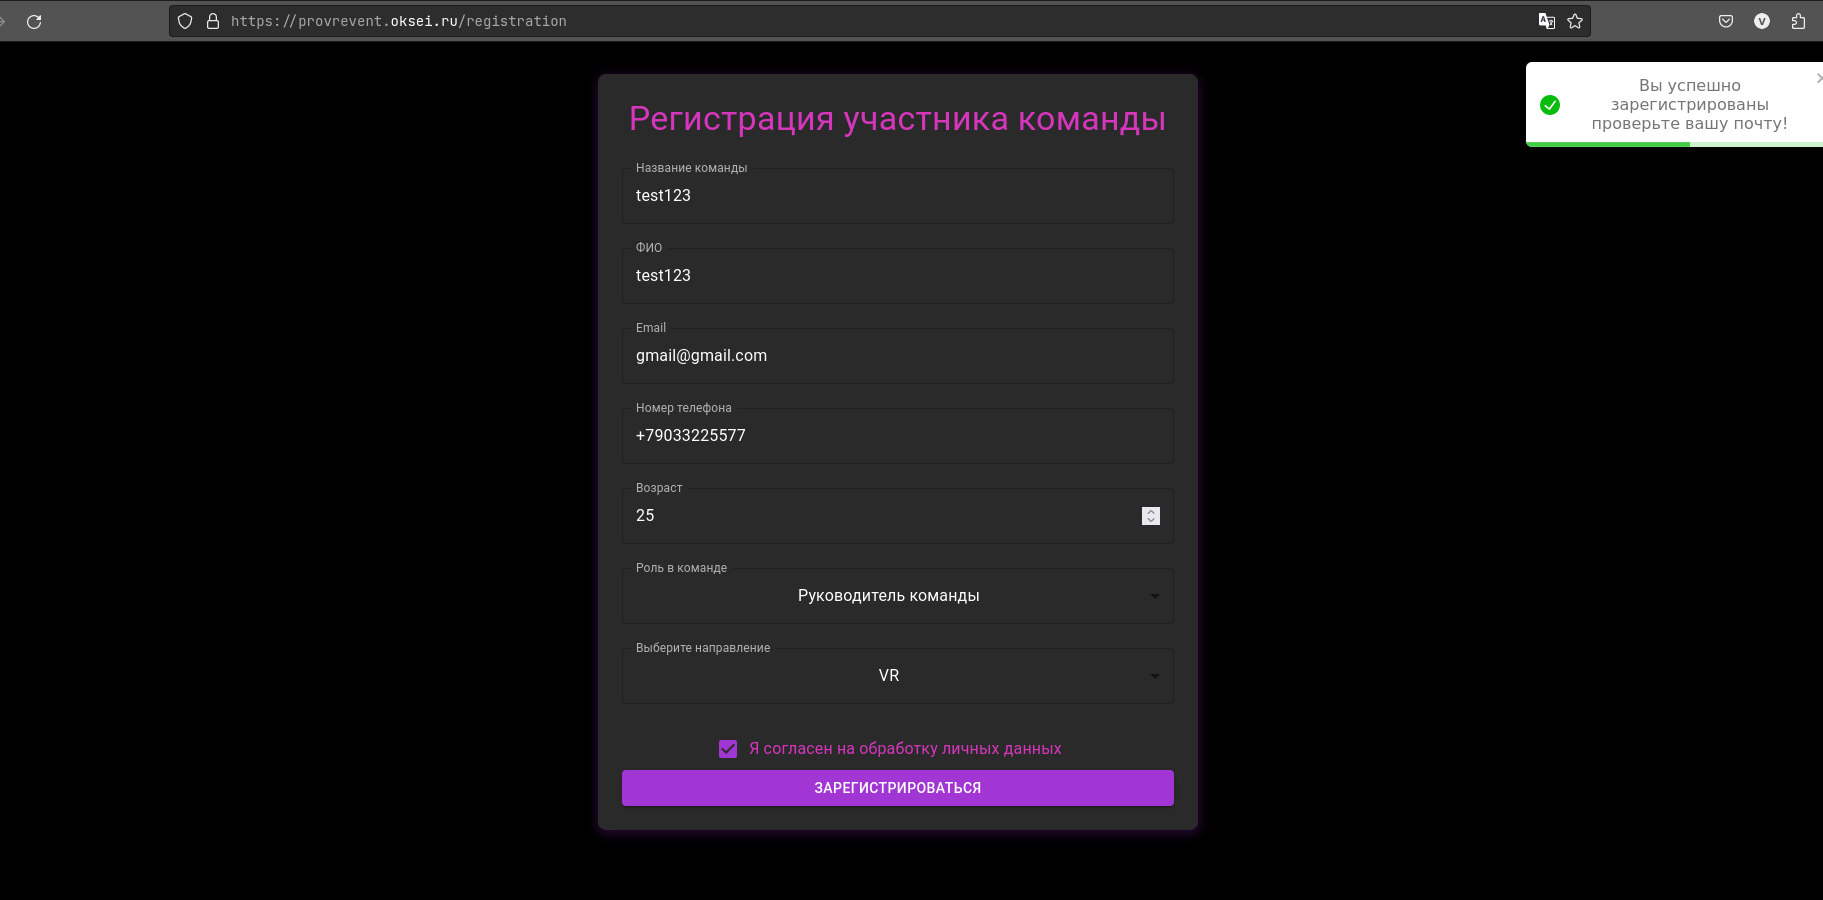 https://provrevent.oksei.ru/registration
V
Вы успешно
зарегистрированы
проверьте вашу почту!
Регистрация участника команды
Название команды
test123
ФИО
test123
Email
gmail@gmail.com
Номер телефона
+79033225577
Возраст
25
Роль в команде
Руководитель команды
Выберите направление
VR
Я согласен на обработку личных данных
ЗАРЕГИСТРИРОВАТЬСЯ